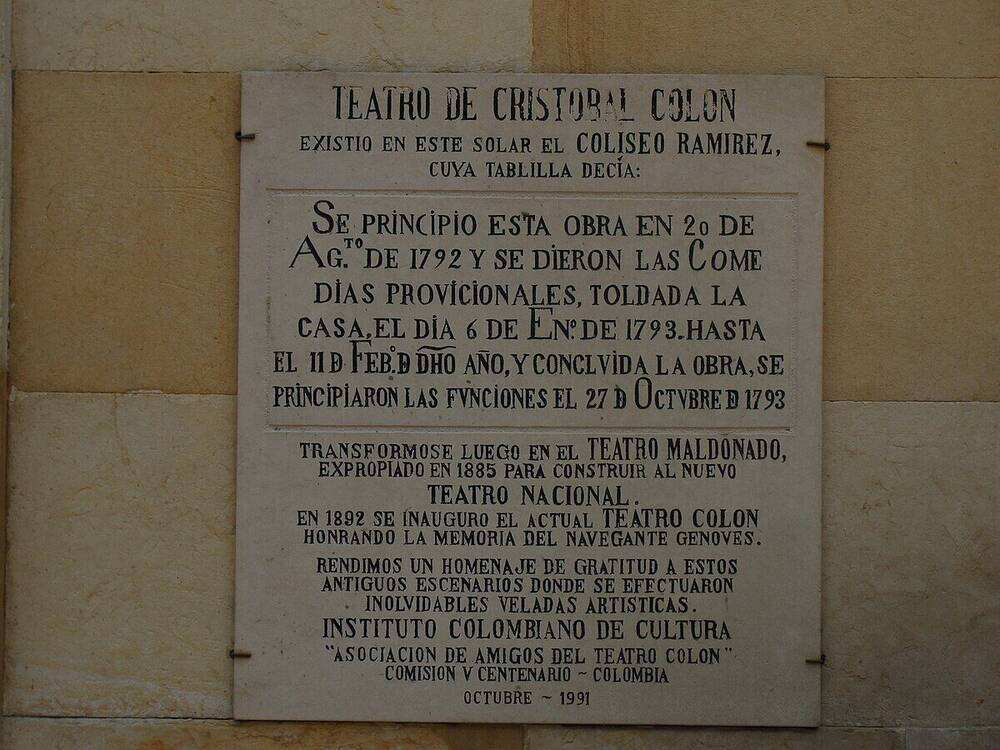 TEATRO DE CRISTOBAL COLON
EXISTIO EN ESTE SOLAR EL COLISEO RAMIREZ,
CUYA TABLILLA DECÍA:
SE PRINCIPIO ESTA OBRA EN 20 DE
AG.TO DE 1792 Y SE DIERON LAS COME
DIAS PROVICIONALES, TOLDADA LA
CASA, EL DIA 6 DE ENº. DE 1793. HASTA
EL 11 D FEBº. D DHO AÑO, Y CONCLVIDA LA OBRA, SE
PRINCIPIARON LAS FVNCIONES EL 27 D OCTVBRE D 1793
TRANSFORMOSE LUEGO EN EL TEATRO MALDONADO,
EXPROPIADO EN 1885 PARA CONSTRUIR AL NUEVO
TEATRO NACIONAL.
EN 1892 SE INAUGURO EL ACTUAL TEATRO COLON
HONRANDO LA MEMORIA DEL NAVEGANTE GENOVES.
RENDIMOS UN HOMENAJE DE GRATITUD A ESTOS
ANTIGUOS ESCENARIOS DONDE SE EFECTUARON
INOLVIDABLES VELADAS ARTISTICAS.
INSTITUTO COLOMBIANO DE CULTURA
"ASOCIACION DE AMIGOS DEL TEATRO COLON"
COMISION V CENTENARIO ~ COLOMBIA
OCTUBRE ~ 1991